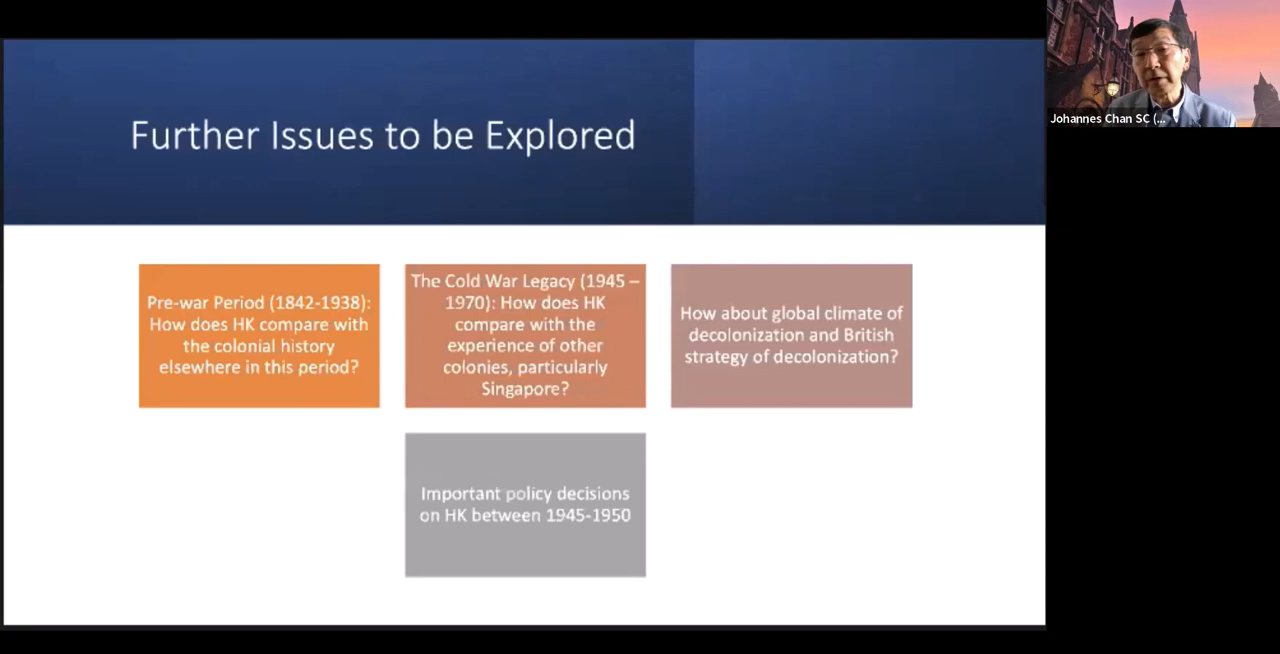 Further Issues to be Explored
Johannes Chan SC (...
Pre-war Period (1842-1938):
How does HK compare with
the colonial history
elsewhere in this period?
The Cold War Legacy (1945 –
1970): How does HK
compare with the
experience of other
colonies, particularly
Singapore?
How about global climate of
decolonization and British
strategy of decolonization?
Important policy decisions
on HK between 1945-1950